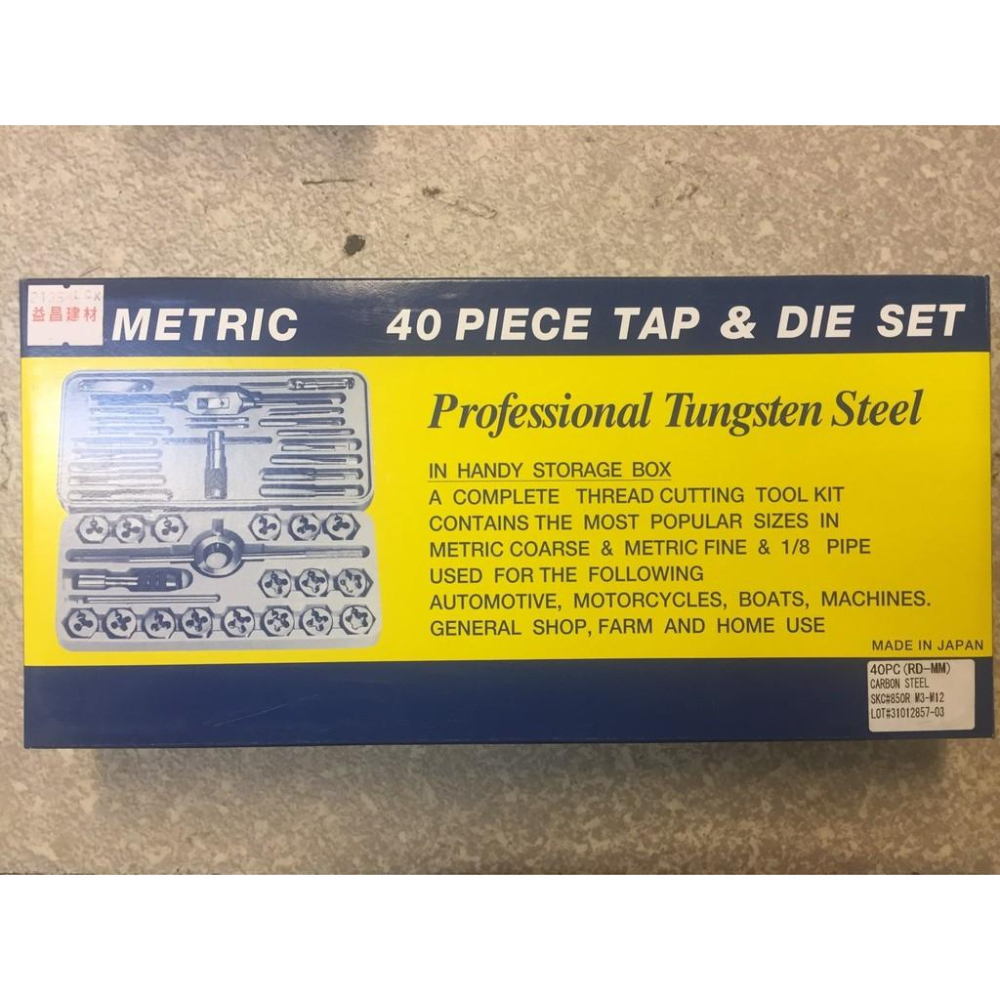 益昌建材
METRIC 40 PIECE TAP & DIE SET
Professional Tungsten Steel
IN HANDY STORAGE BOX
A COMPLETE THREAD CUTTING TOOL KIT
CONTAINS THE MOST POPULAR SIZES IN
METRIC COARSE & METRIC FINE & 1/8 PIPE
USED FOR THE FOLLOWING
AUTOMOTIVE, MOTORCYCLES, BOATS, MACHINES.
GENERAL SHOP, FARM AND HOME USE
MADE IN JAPAN
40PC(RD-MM)
CARBON STEEL
SKC#850R M3-M12
LOT#31012857-03